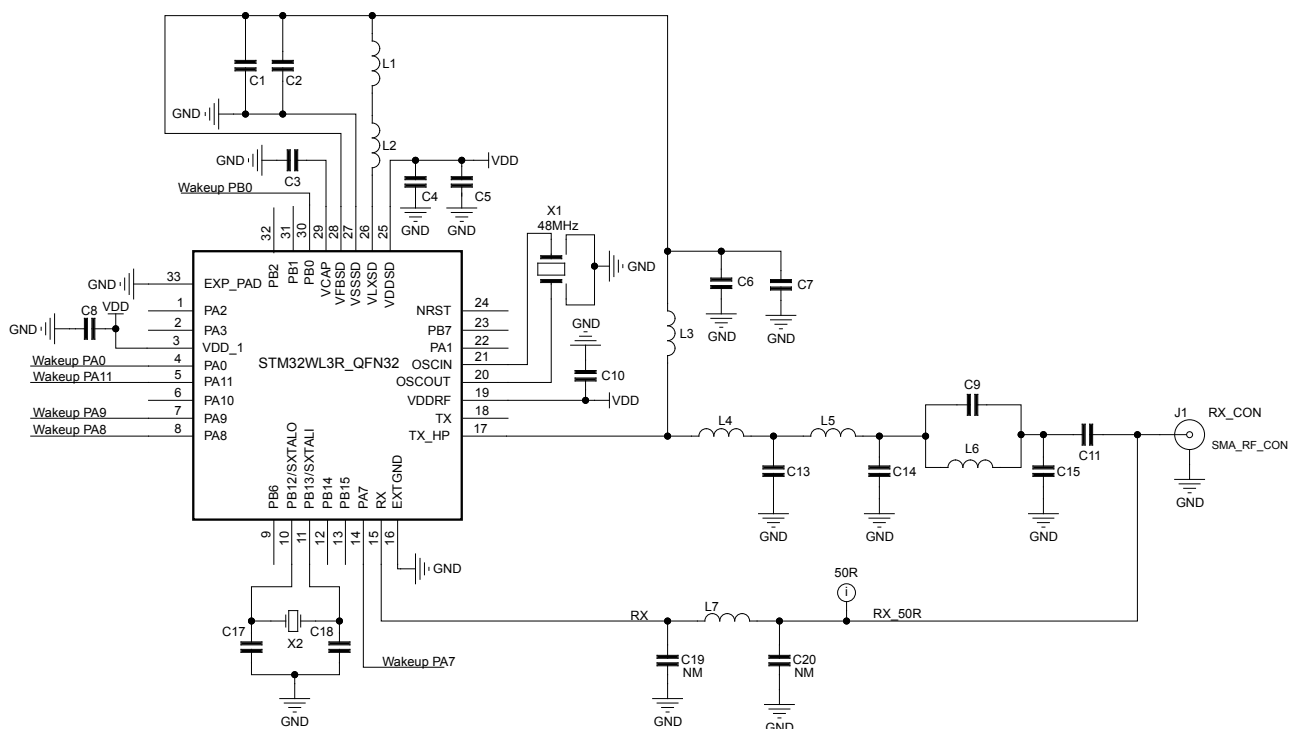 L1
C1
C2
GND
L2
GND
C3
VDD
C4
C5
GND
GND
Wakeup PB0
X1
48MHz
GND
32
31
30
29
28
27
26
25
PB2
PB1
PB0
VCAP
VFBSD
VSSSD
VLXSD
VDDSD
GND
33
EXP_PAD
C6
C7
GND
GND
C8
VDD
GND
1
PA2
2
PA3
3
VDD_1
Wakeup PA0
4
PA0
Wakeup PA11
5
PA11
6
PA10
Wakeup PA9
7
PA9
Wakeup PA8
8
PA8
STM32WL3R_QFN32
NRST
24
PB7
23
PA1
22
OSCIN
21
OSCOUT
20
VDDRF
19
TX
18
TX_HP
17
GND
C10
VDD
L3
L4
L5
C9
L6
C11
J1
RX_CON
SMA_RF_CON
GND
C13
C14
C15
GND
GND
GND
PB6
PB12/SXTALO
PB13/SXTALI
PB14
PB15
PA7
RX
EXTGND
9
10
11
12
13
14
15
16
GND
50R
i
RX
L7
RX_50R
C17
X2
C18
Wakeup PA7
C19
NM
C20
NM
GND
GND
GND